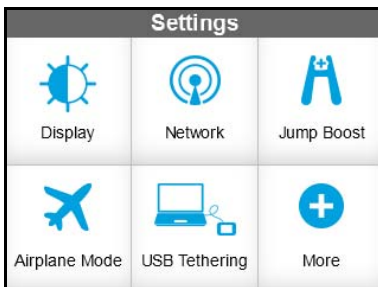 Settings
Display Network Jump Boost
Airplane Mode USB Tethering More